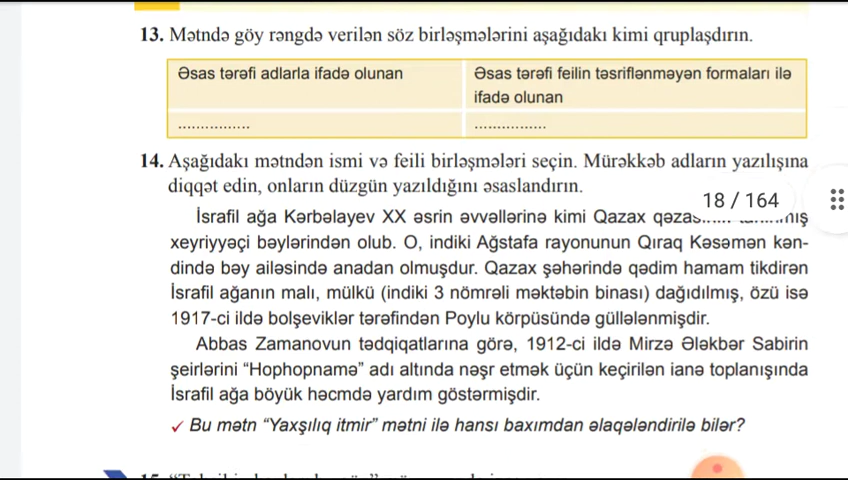 13. Mətndə göy rəngdə verilən söz birləşmələrini aşağıdakı kimi qruplaşdırın.
Əsas tərəfi adlarla ifadə olunan
Əsas tərəfi feilin təsriflənməyən formaları ilə
ifadə olunan
................
................
14. Aşağıdakı mətndən ismi və feili birləşmələri seçin. Mürəkkəb adların yazılışına
diqqət edin, onların düzgün yazıldığını əsaslandırın.
18 / 164
İsrafil ağa Kərbəlayev XX əsrin əvvəllərinə kimi Qazax
xeyriyyəçi bəylərindən olub. O, indiki Ağstafa rayonunun Qıraq Kəsəmən kən-
dində bəy ailəsində anadan olmuşdur. Qazax şəhərində qədim hamam tikdirən
İsrafil ağanın malı, mülkü (indiki 3 nömrəli məktəbin binası) dağıdılmış, özü isə
1917-ci ildə bolşeviklər tərəfindən Poylu körpüsündə güllələnmişdir.
Abbas Zamanovun tədqiqatlarına görə, 1912-ci ildə Mirzə Ələkbər Sabirin
şeirlərini “Hophopnamə” adı altında nəşr etmək üçün keçirilən ianə toplanışında
İsrafil ağa böyük həcmdə yardım göstərmişdir.
✓ Bu mətn “Yaxşılıq itmir” mətni ilə hansı baxımdan əlaqələndirilə bilər?